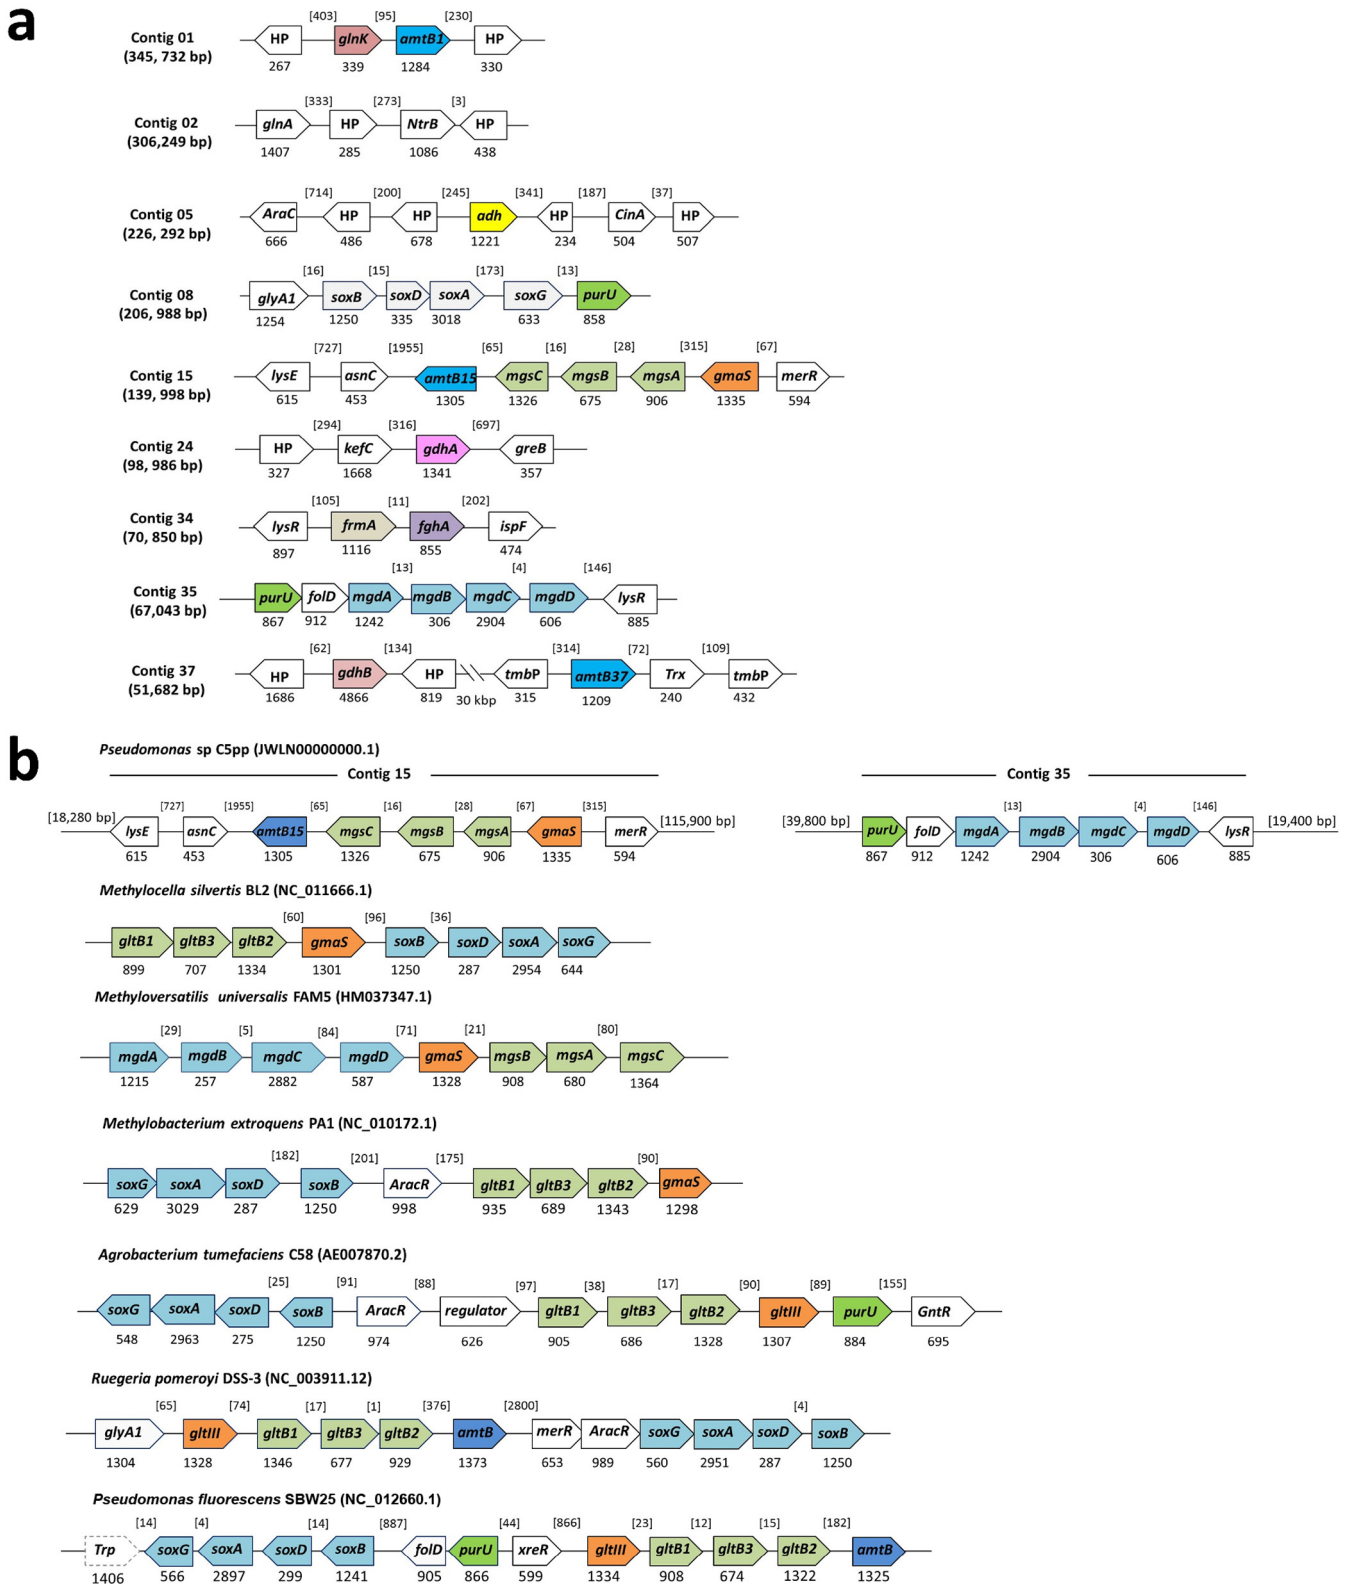 a
[403] [95] [230]
Contig 01
(345, 732 bp)
HP glnK amtB1 HP
267 339 1284 330
[333] [273] [3]
Contig 02
(306,249 bp)
glnA HP NtrB HP
1407 285 1086 438
[714] [200] [245] [341] [187] [37]
Contig 05
(226, 292 bp)
AraC HP HP adh HP CinA HP
666 486 678 1221 234 504 507
[16] [15] [173] [13]
Contig 08
(206, 988 bp)
glyA1 soxB soxD soxA soxG purU
1254 1250 335 3018 633 858
[727] [1955] [65] [16] [28] [315] [67]
Contig 15
(139, 998 bp)
lysE asnC amtB15 mgsC mgsB mgsA gmaS merR
615 453 1305 1326 675 906 1335 594
[294] [316] [697]
Contig 24
(98, 986 bp)
HP kefC gdhA greB
327 1668 1341 357
[105] [11] [202]
Contig 34
(70, 850 bp)
lysR frmA fghA ispF
897 1116 855 474
[13] [4] [146]
Contig 35
(67,043 bp)
purU folD mgdA mgdB mgdC mgdD lysR
867 912 1242 306 2904 606 885
[62] [134] [314] [72] [109]
Contig 37
(51,682 bp)
HP gdhB HP tmbP amtB37 Trx tmbP
1686 4866 819 30 kbp 315 1209 240 432
b
Pseudomonas sp C5pp (JWLN00000000.1)
Contig 15 Contig 35
[727] [1955] [65] [16] [28] [67] [315] [13] [4] [146]
[18,280 bp] lysE asnC amtB15 mgsC mgsB mgsA gmaS merR [115,900 bp] [39,800 bp] purU folD mgdA mgdB mgdC mgdD lysR [19,400 bp]
615 453 1305 1326 675 906 1335 594 867 912 1242 2904 306 606 885
Methylocella silvertis BL2 (NC_011666.1)
[60] [96] [36]
gltB1 gltB3 gltB2 gmaS soxB soxD soxA soxG
899 707 1334 1301 1250 287 2954 644
Methyloversatilis universalis FAM5 (HM037347.1)
[29] [5] [84] [71] [21] [80]
mgdA mgdB mgdC mgdD gmaS mgsB mgsA mgsC
1215 257 2882 587 1328 908 680 1364
Methylobacterium extroquens PA1 (NC_010172.1)
[182] [201] [175] [90]
soxG soxA soxD soxB AracR gltB1 gltB3 gltB2 gmaS
629 3029 287 1250 998 935 689 1343 1298
Agrobacterium tumefaciens C58 (AE007870.2)
[25] [91] [88] [97] [38] [17] [90] [89] [155]
soxG soxA soxD soxB AracR regulator gltB1 gltB3 gltB2 gltIII purU GntR
548 2963 275 1250 974 626 905 686 1328 1307 884 695
Ruegeria pomeroyi DSS-3 (NC_003911.12)
[65] [74] [17] [1] [376] [2800] [4]
glyA1 gltIII gltB1 gltB3 gltB2 amtB merR AracR soxG soxA soxD soxB
1304 1328 1346 677 929 1373 653 989 560 2951 287 1250
Pseudomonas fluorescens SBW25 (NC_012660.1)
[14] [4] [14] [887] [44] [866] [23] [12] [15] [182]
Trp soxG soxA soxD soxB folD purU xreR gltIII gltB1 gltB3 gltB2 amtB
1406 566 2897 299 1241 905 866 599 1334 908 674 1322 1325